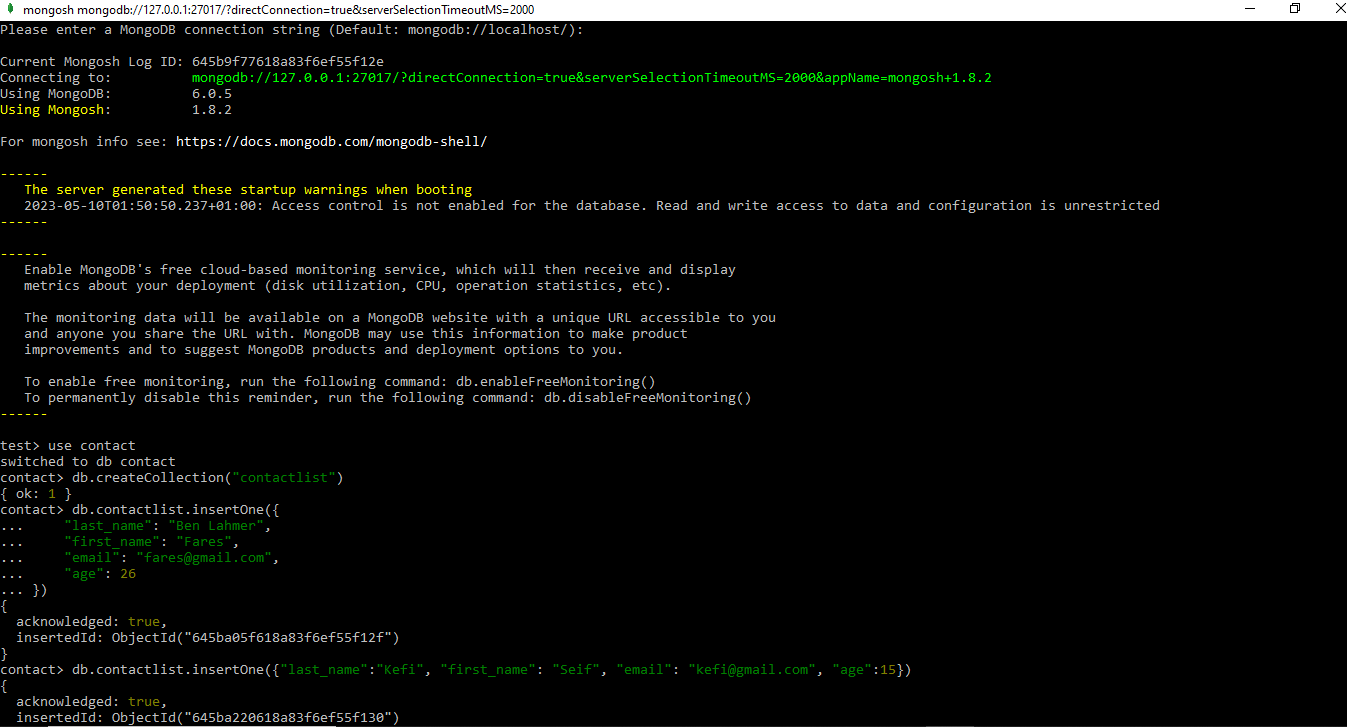 mongosh mongodb://127.0.0.1:27017/?directConnection=true&serverSelectionTimeoutMS=2000
Please enter a MongoDB connection string (Default: mongodb://localhost/):
Current Mongosh Log ID: 645b9f77618a83f6ef55f12e
Connecting to:          mongodb://127.0.0.1:27017/?directConnection=true&serverSelectionTimeoutMS=2000&appName=mongosh+1.8.2
Using MongoDB:          6.0.5
Using Mongosh:          1.8.2
For mongosh info see: https://docs.mongodb.com/mongodb-shell/
------
   The server generated these startup warnings when booting
   2023-05-10T01:50:50.237+01:00: Access control is not enabled for the database. Read and write access to data and configuration is unrestricted
------
------
   Enable MongoDB's free cloud-based monitoring service, which will then receive and display
   metrics about your deployment (disk utilization, CPU, operation statistics, etc).
   The monitoring data will be available on a MongoDB website with a unique URL accessible to you
   and anyone you share the URL with. MongoDB may use this information to make product
   improvements and to suggest MongoDB products and deployment options to you.
   To enable free monitoring, run the following command: db.enableFreeMonitoring()
   To permanently disable this reminder, run the following command: db.disableFreeMonitoring()
------
test> use contact
switched to db contact
contact> db.createCollection("contactlist")
{ ok: 1 }
contact> db.contactlist.insertOne({
...     "last_name": "Ben Lahmer",
...     "first_name": "Fares",
...     "email": "fares@gmail.com",
...     "age": 26
... })
{
  acknowledged: true,
  insertedId: ObjectId("645ba05f618a83f6ef55f12f")
}
contact> db.contactlist.insertOne({"last_name":"Kefi", "first_name": "Seif", "email": "kefi@gmail.com", "age":15})
{
  acknowledged: true,
  insertedId: ObjectId("645ba220618a83f6ef55f130")